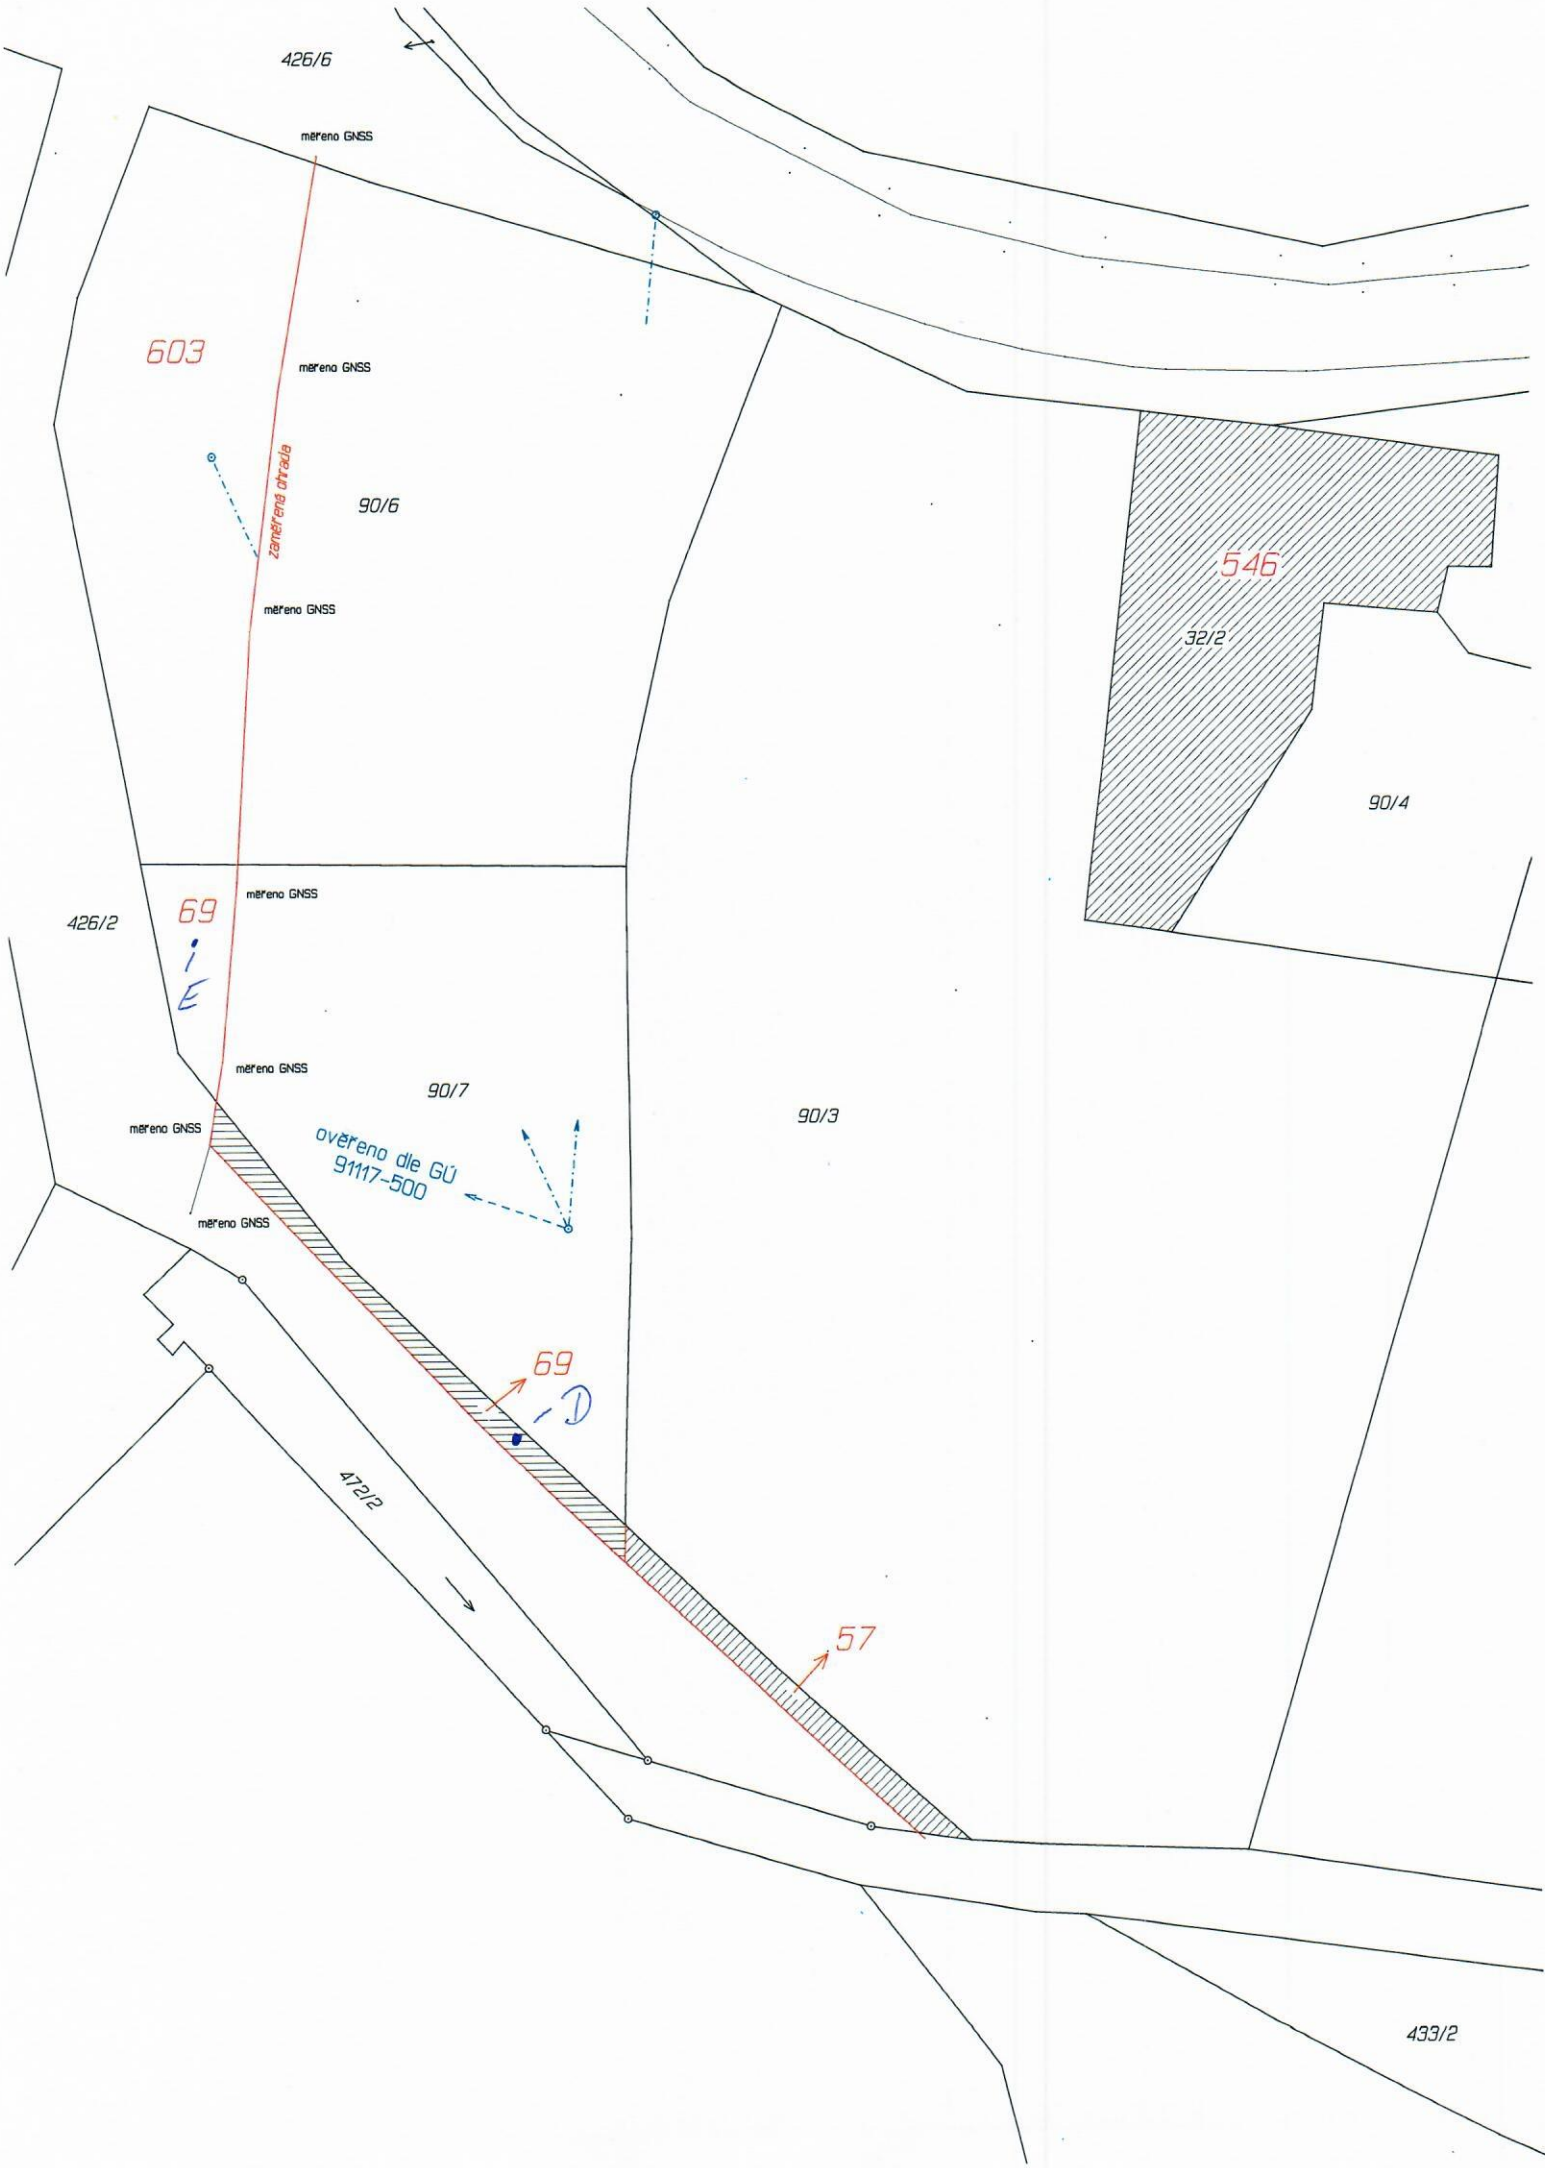 426/6
měřeno GNSS
603
měřeno GNSS
zaměřená ohrada
90/6
546
měřeno GNSS
32/2
90/4
69
měřeno GNSS
426/2
E
měřeno GNSS
90/7
90/3
měřeno GNSS
ověřeno dle GÚ
91117-500
měřeno GNSS
69
D
472/2
57
433/2